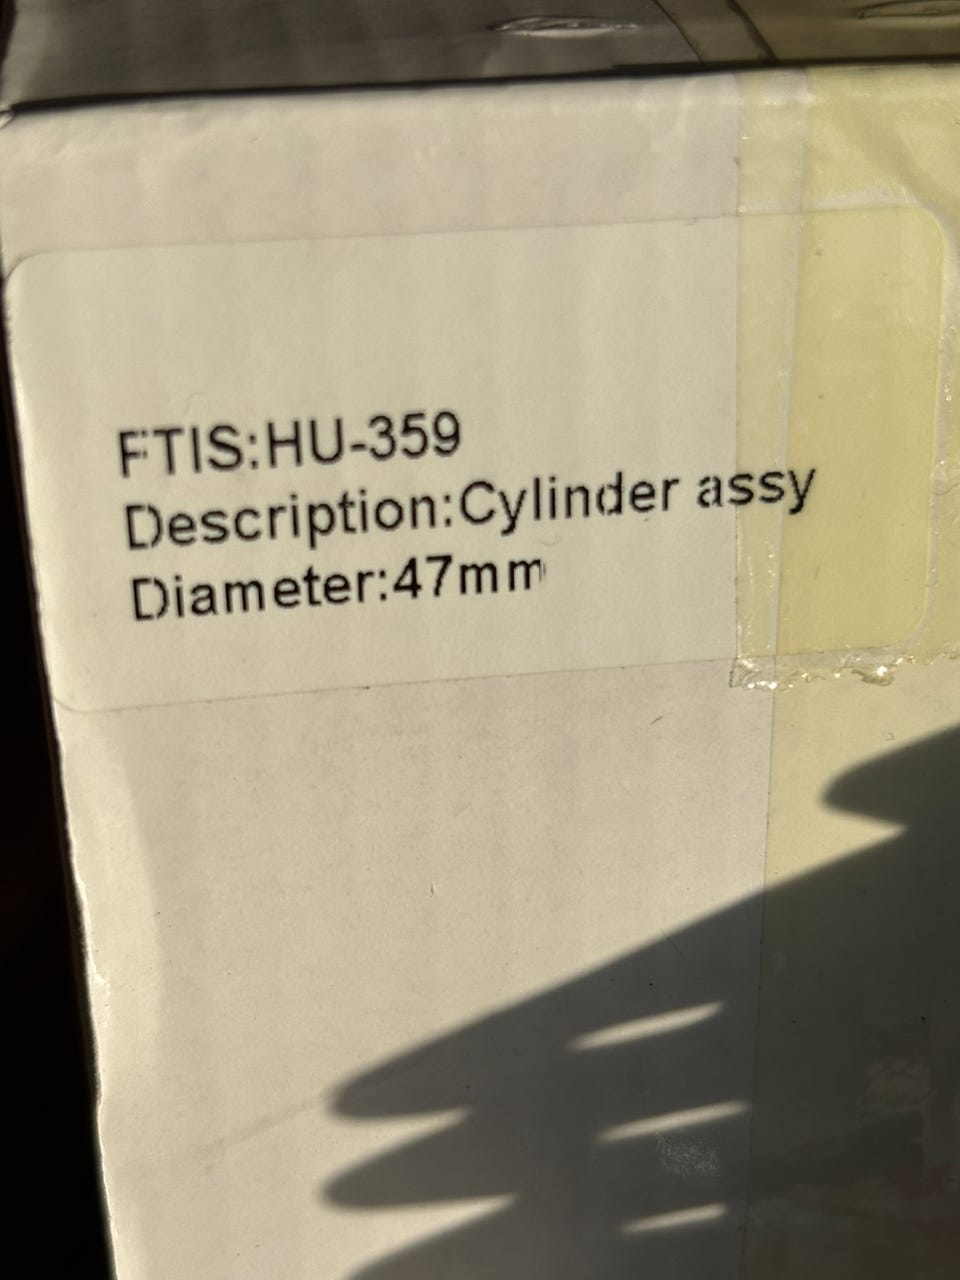 FTIS:HU-359
Description:Cylinder assy
Diameter:47mm